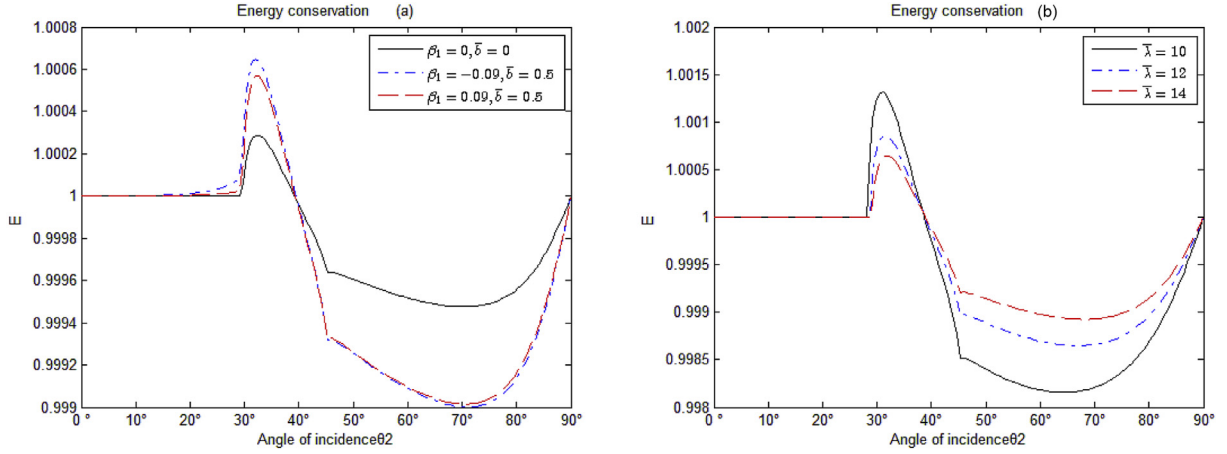 Energy conservation (a)
1.0008
1.0006
1.0004
1.0002
1
0.9998
0.9996
0.9994
0.9992
0.999
E
β₁ = 0, b̅ = 0
β₁ = −0.09, b̅ = 0.5
β₁ = 0.09, b̅ = 0.5
0° 10° 20° 30° 40° 50° 60° 70° 80° 90°
Angle of incidenceθ2
Energy conservation (b)
1.002
1.0015
1.001
1.0005
1
0.9995
0.999
0.9985
0.998
E
λ̅ = 10
λ̅ = 12
λ̅ = 14
0° 10° 20° 30° 40° 50° 60° 70° 80° 90°
Angle of incidenceθ2